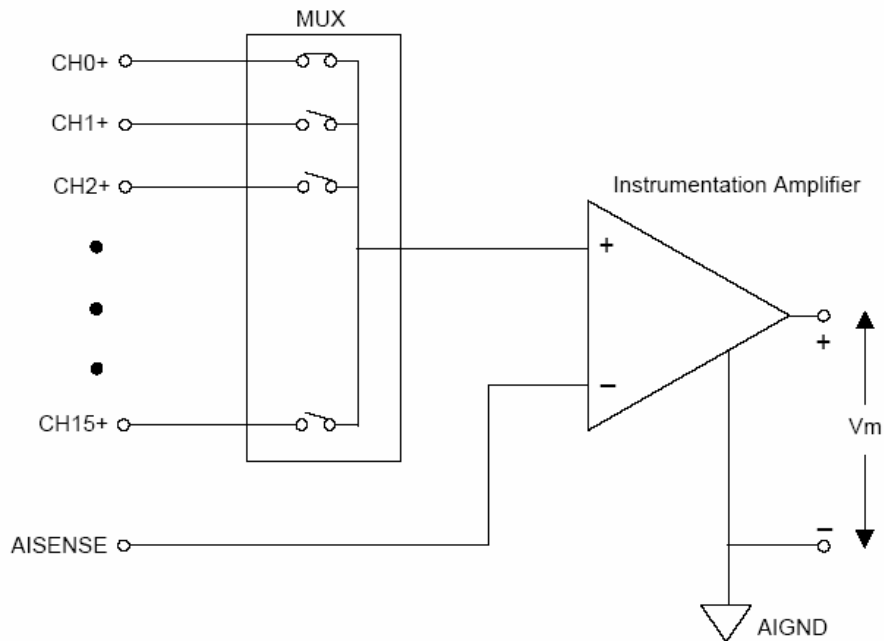 MUX
CH0+
CH1+
CH2+
Instrumentation Amplifier
+
+
Vm
−
CH15+
AISENSE
−
AIGND